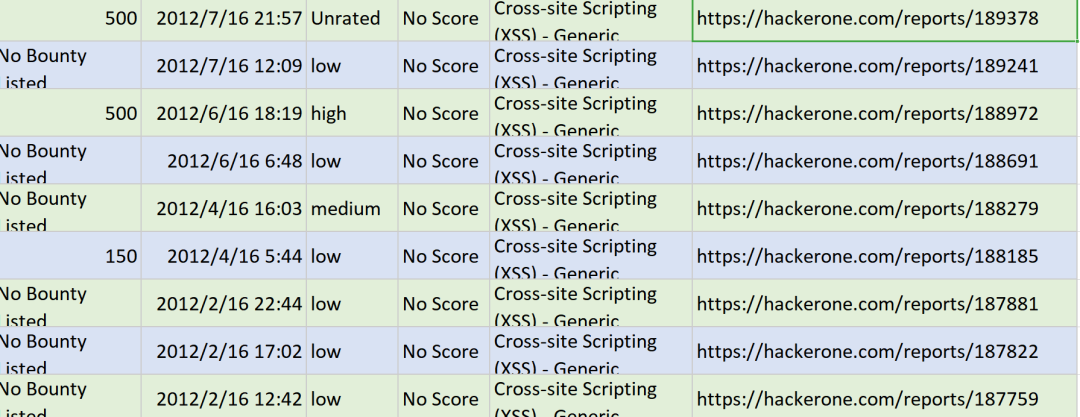 500 2012/7/16 21:57 Unrated No Score Cross-site Scripting https://hackerone.com/reports/189378
(XSS) - Generic
No Bounty 2012/7/16 12:09 low No Score Cross-site Scripting https://hackerone.com/reports/189241
isted (XSS) - Generic
500 2012/6/16 18:19 high No Score Cross-site Scripting https://hackerone.com/reports/188972
(XSS) - Generic
No Bounty 2012/6/16 6:48 low No Score Cross-site Scripting https://hackerone.com/reports/188691
isted (XSS) - Generic
No Bounty 2012/4/16 16:03 medium No Score Cross-site Scripting https://hackerone.com/reports/188279
isted (XSS) - Generic
150 2012/4/16 5:44 low No Score Cross-site Scripting https://hackerone.com/reports/188185
(XSS) - Generic
No Bounty 2012/2/16 22:44 low No Score Cross-site Scripting https://hackerone.com/reports/187881
isted (XSS) - Generic
No Bounty 2012/2/16 17:02 low No Score Cross-site Scripting https://hackerone.com/reports/187822
isted (XSS) - Generic
No Bounty 2012/2/16 12:42 low No Score Cross-site Scripting https://hackerone.com/reports/187759
isted (XSS) - Generic